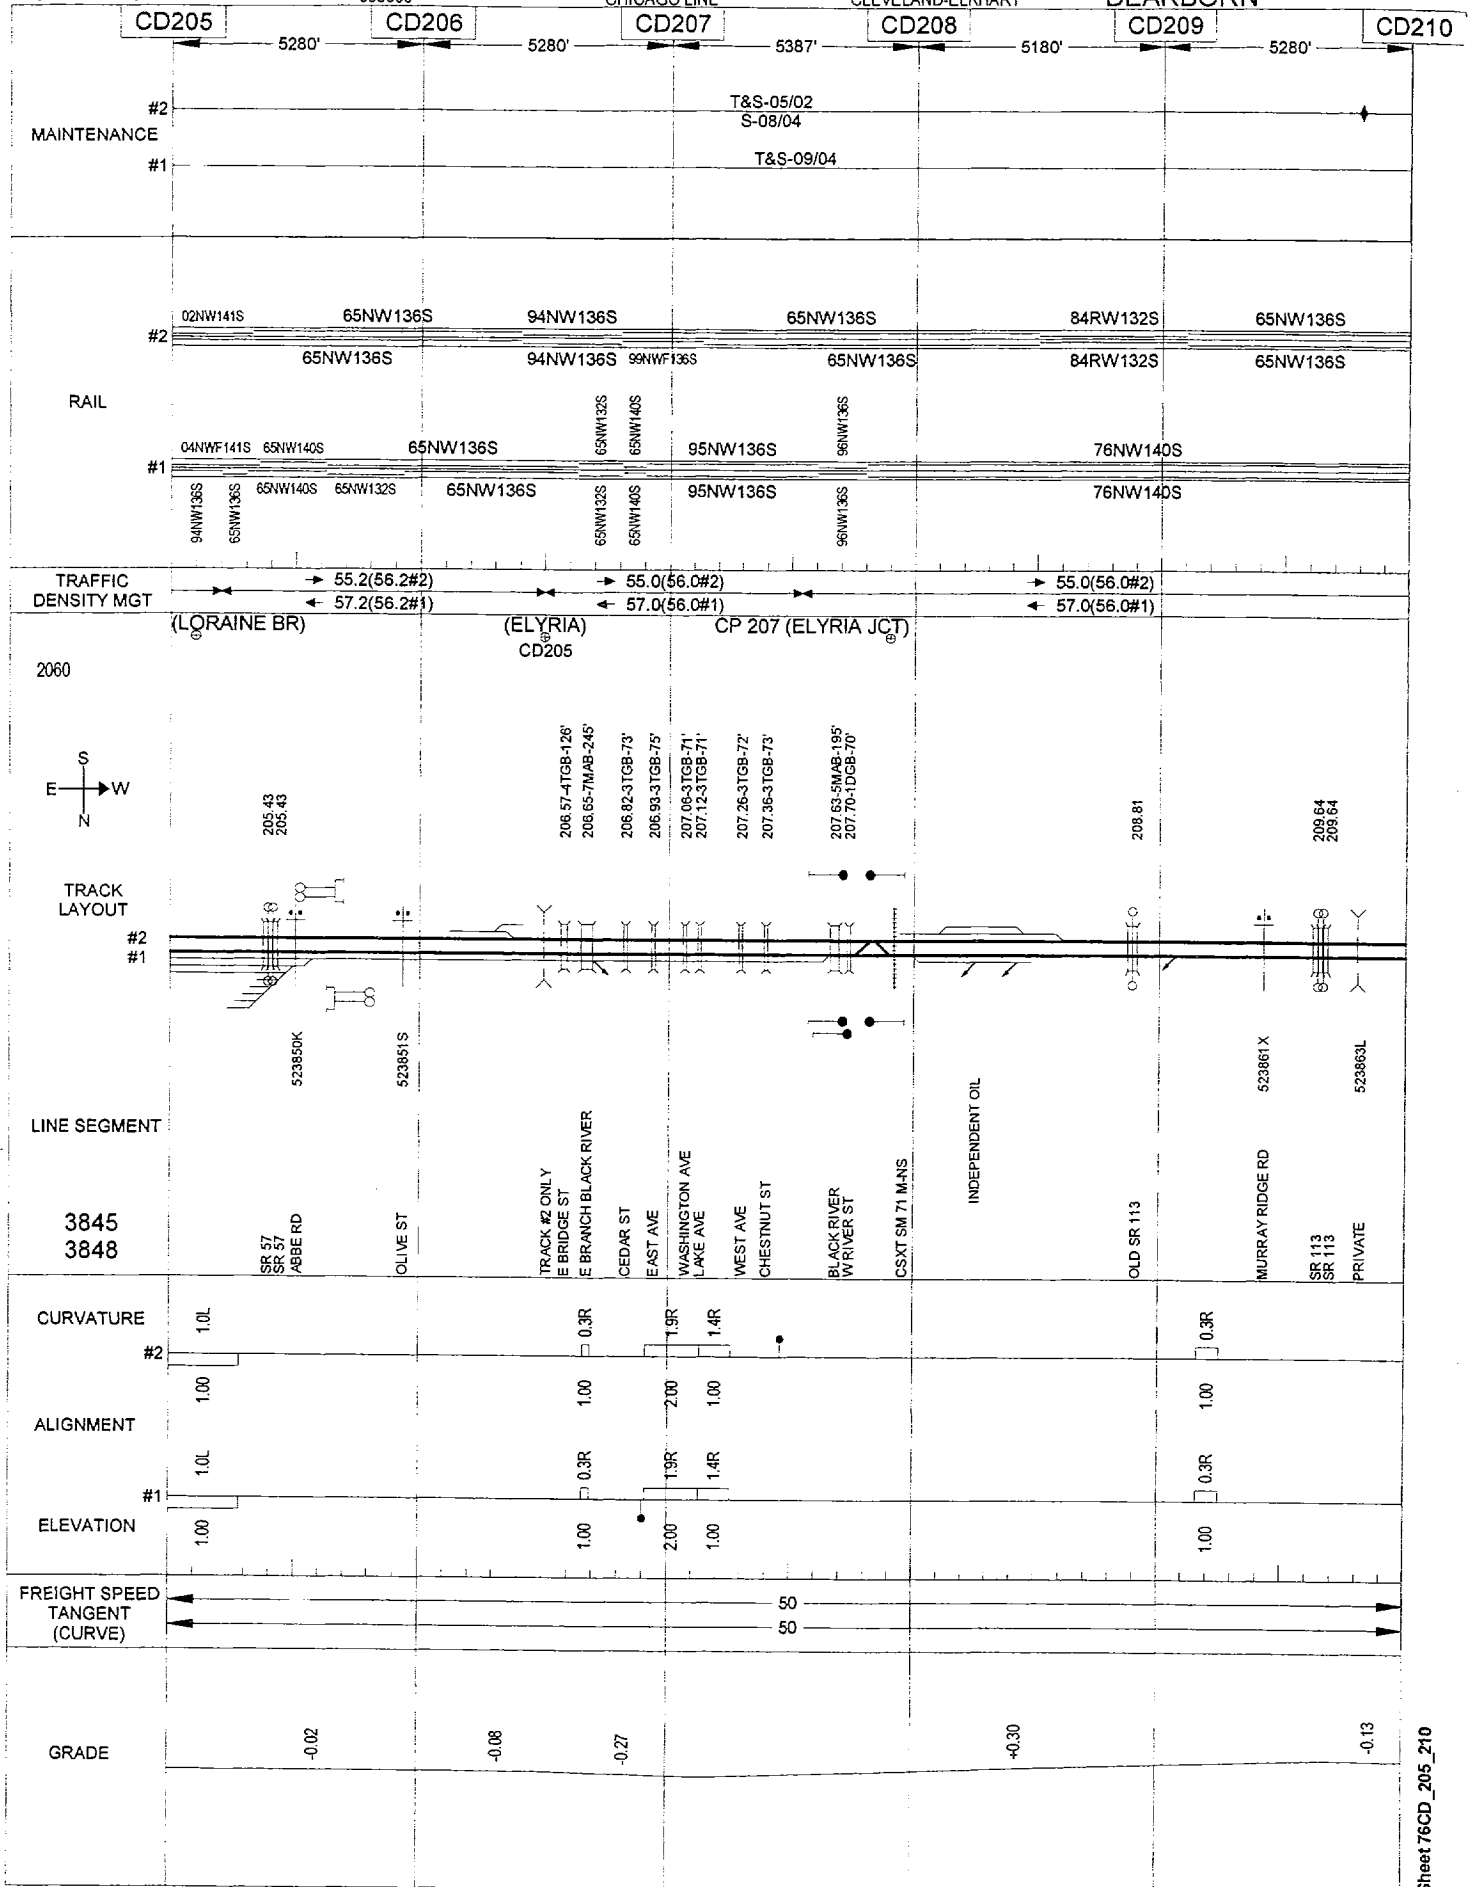 CHICAGO LINE CLEVELAND-ELKHART DEARBORN
CD205 CD206 CD207 CD208 CD209 CD210
5280' 5280' 5387' 5180' 5280'
MAINTENANCE
#2 T&S-05/02
S-08/04
#1 T&S-09/04
RAIL
02NW141S 65NW136S 94NW136S 65NW136S 84RW132S 65NW136S
#2
65NW136S 94NW136S 99NWF136S 65NW136S 84RW132S 65NW136S
65NW132S 65NW140S 96NW136S
04NWF141S 65NW140S 65NW136S 95NW136S 76NW140S
#1
65NW140S 65NW132S 65NW136S 95NW136S 76NW140S
94NW136S 65NW136S 65NW132S 65NW140S 96NW136S
TRAFFIC
DENSITY MGT
55.2(56.2#2) 55.0(56.0#2) 55.0(56.0#2)
57.2(56.2#1) 57.0(56.0#1) 57.0(56.0#1)
(LORAINE BR) (ELYRIA) CP 207 (ELYRIA JCT)
CD205
2060
S
E W
N
205.43
205.43
206.57-4TGB-126'
206.65-7MAB-245'
206.82-3TGB-73'
206.93-3TGB-75'
207.06-3TGB-71'
207.12-3TGB-71'
207.26-3TGB-72'
207.36-3TGB-73'
207.63-5MAB-195'
207.70-1DGB-70'
208.81
209.64
209.64
TRACK
LAYOUT
#2
#1
523850K
523851S
523861X
523863L
LINE SEGMENT
3845
3848
SR 57
SR 57
ABBE RD
OLIVE ST
TRACK #2 ONLY
E BRIDGE ST
E BRANCH BLACK RIVER
CEDAR ST
EAST AVE
WASHINGTON AVE
LAKE AVE
WEST AVE
CHESTNUT ST
BLACK RIVER
W RIVER ST
CSXT SM 71 M-NS
INDEPENDENT OIL
OLD SR 113
MURRAY RIDGE RD
SR 113
SR 113
PRIVATE
CURVATURE
1.0L 0.3R 1.9R 1.4R 0.3R
#2
1.00 1.00 2.00 1.00 1.00
ALIGNMENT
1.0L 0.3R 1.9R 1.4R 0.3R
#1
ELEVATION
1.00 1.00 2.00 1.00 1.00
FREIGHT SPEED
TANGENT
(CURVE)
50
50
GRADE
-0.02 -0.08 -0.27 +0.30 -0.13
Sheet 76CD_205_210